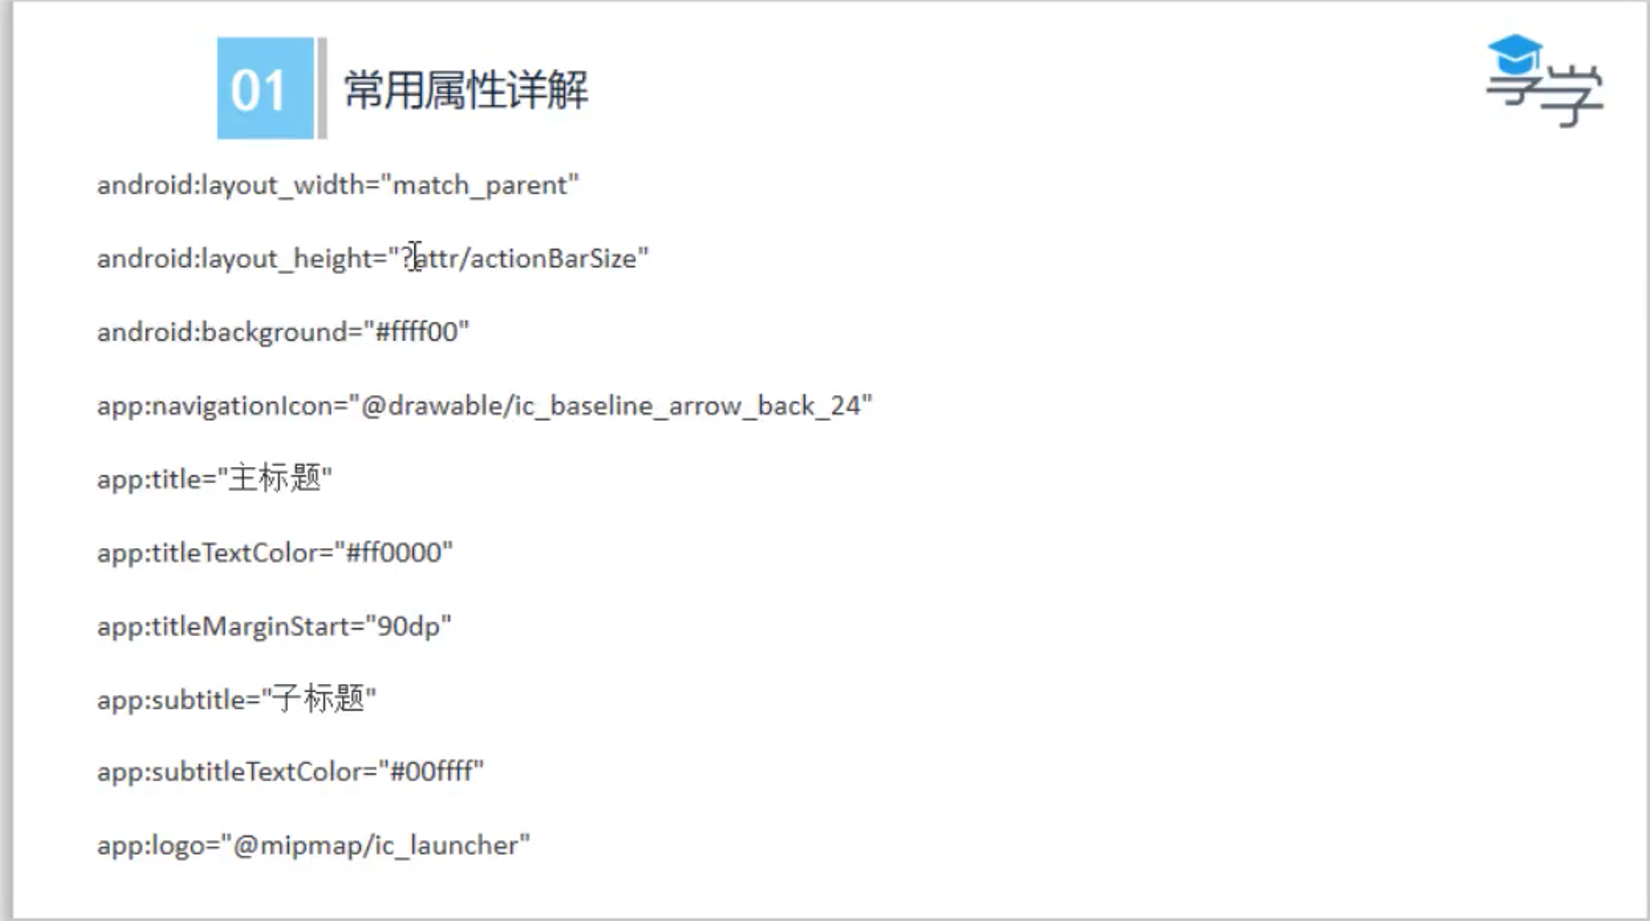 01 常用属性详解
享学
android:layout_width="match_parent"
android:layout_height="?attr/actionBarSize"
android:background="#ffff00"
app:navigationIcon="@drawable/ic_baseline_arrow_back_24"
app:title="主标题"
app:titleTextColor="#ff0000"
app:titleMarginStart="90dp"
app:subtitle="子标题"
app:subtitleTextColor="#00ffff"
app:logo="@mipmap/ic_launcher"